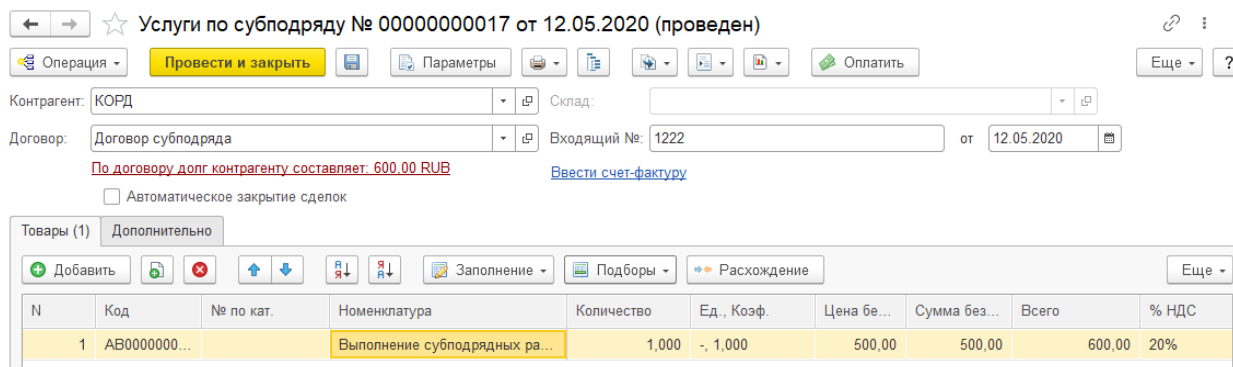 Услуги по субподряду № 00000000017 от 12.05.2020 (проведен)
Операция Провести и закрыть Параметры Оплатить Еще ?
Контрагент: КОРД Склад:
Договор: Договор субподряда Входящий №: 1222 от 12.05.2020
По договору долг контрагенту составляет: 600.00 RUB Ввести счет-фактуру
Автоматическое закрытие сделок
Товары (1) Дополнительно
Добавить Заполнение Подборы Расхождение Еще
N Код № по кат. Номенклатура Количество Ед., Коэф. Цена бе... Сумма без... Всего % НДС
1 АВ0000000... Выполнение субподрядных ра... 1,000 -, 1,000 500,00 500,00 600,00 20%